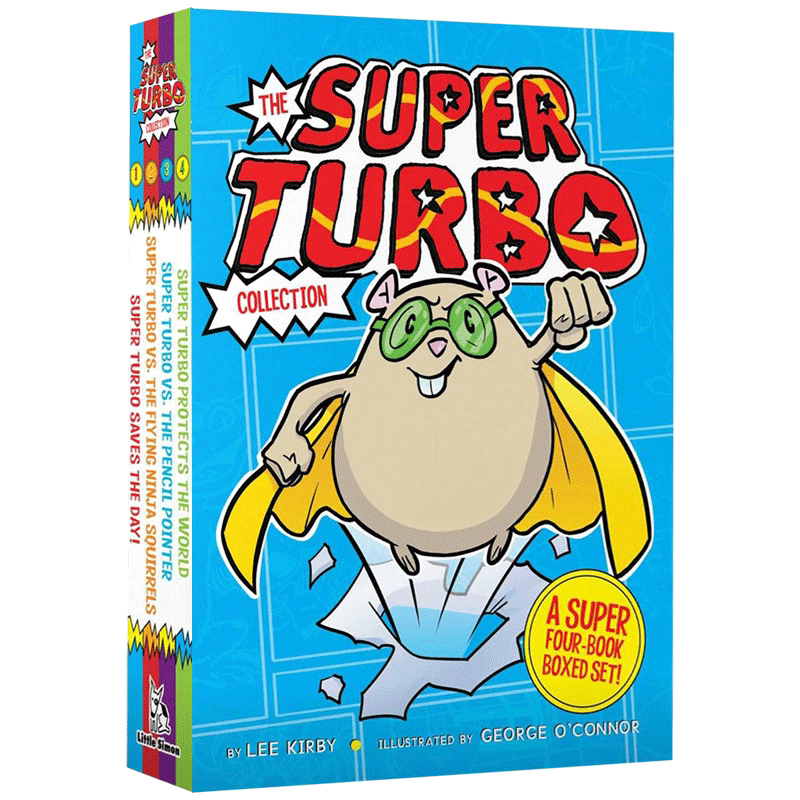 THE
SUPER
TURBO
COLLECTION
1 2 3 4
SUPER TURBO PROTECTS THE WORLD
SUPER TURBO VS. THE PENCIL POINTER
SUPER TURBO VS. THE FLYING NINJA SQUIRRELS
SUPER TURBO SAVES THE DAY!
Little Simon
THE
SUPER
TURBO
COLLECTION
A SUPER
FOUR-BOOK
BOXED SET!
BY LEE KIRBY ILLUSTRATED BY GEORGE O'CONNOR